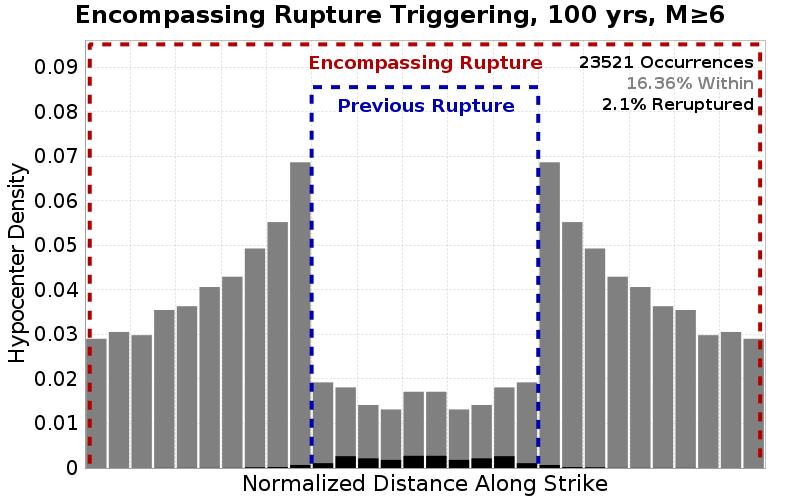 Encompassing Rupture Triggering, 100 yrs, M≥6
Encompassing Rupture
Previous Rupture
23521 Occurrences
16.36% Within
2.1% Reruptured
Hypocenter Density
0.09
0.08
0.07
0.06
0.05
0.04
0.03
0.02
0.01
0
Normalized Distance Along Strike